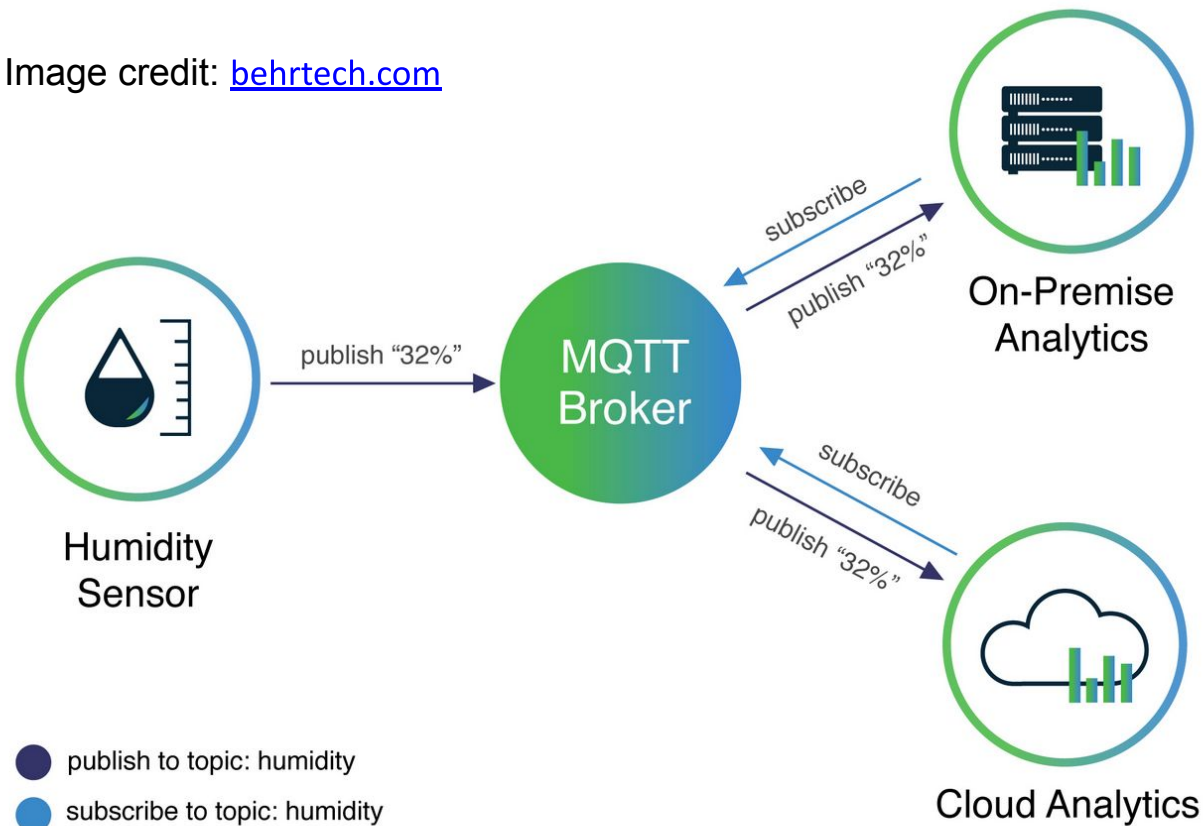 Image credit: behrtech.com
subscribe
publish “32%”
On-Premise
Analytics
publish “32%”
MQTT
Broker
Humidity
Sensor
subscribe
publish “32%”
Cloud Analytics
publish to topic: humidity
subscribe to topic: humidity